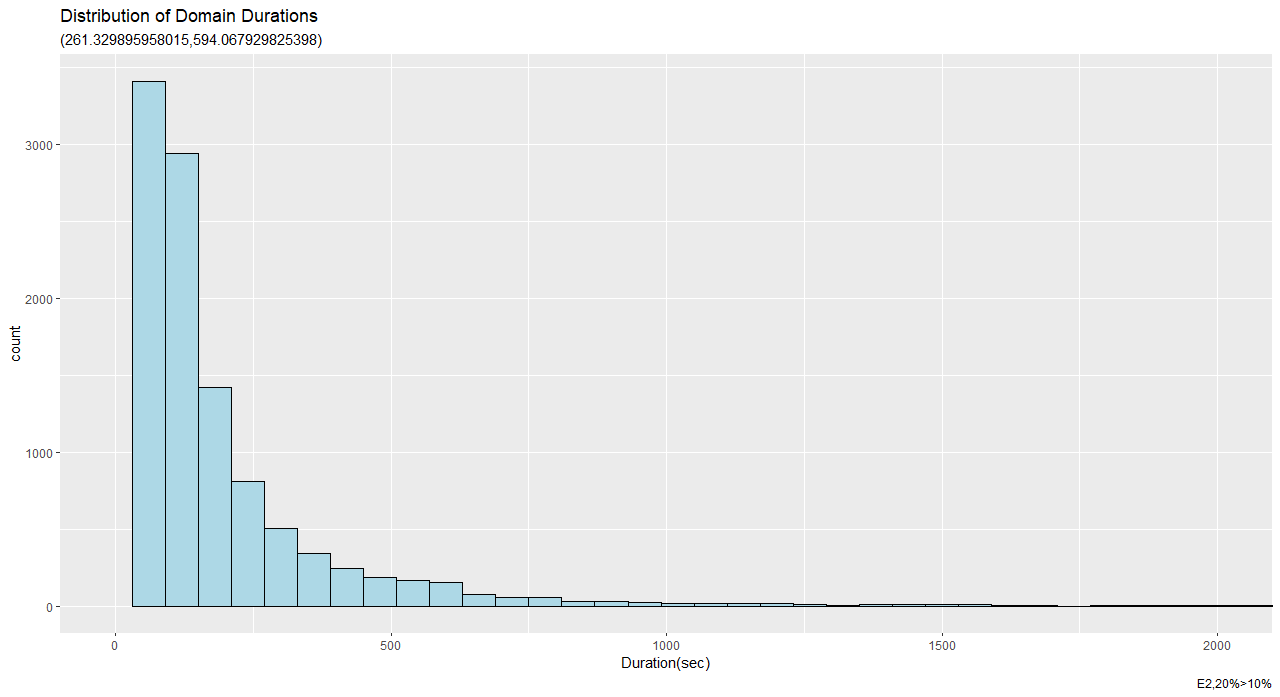 Distribution of Domain Durations
(261.329895958015,594.067929825398)
3000
2000
1000
0
count
0 500 1000 1500 2000
Duration(sec)
E2,20%>10%